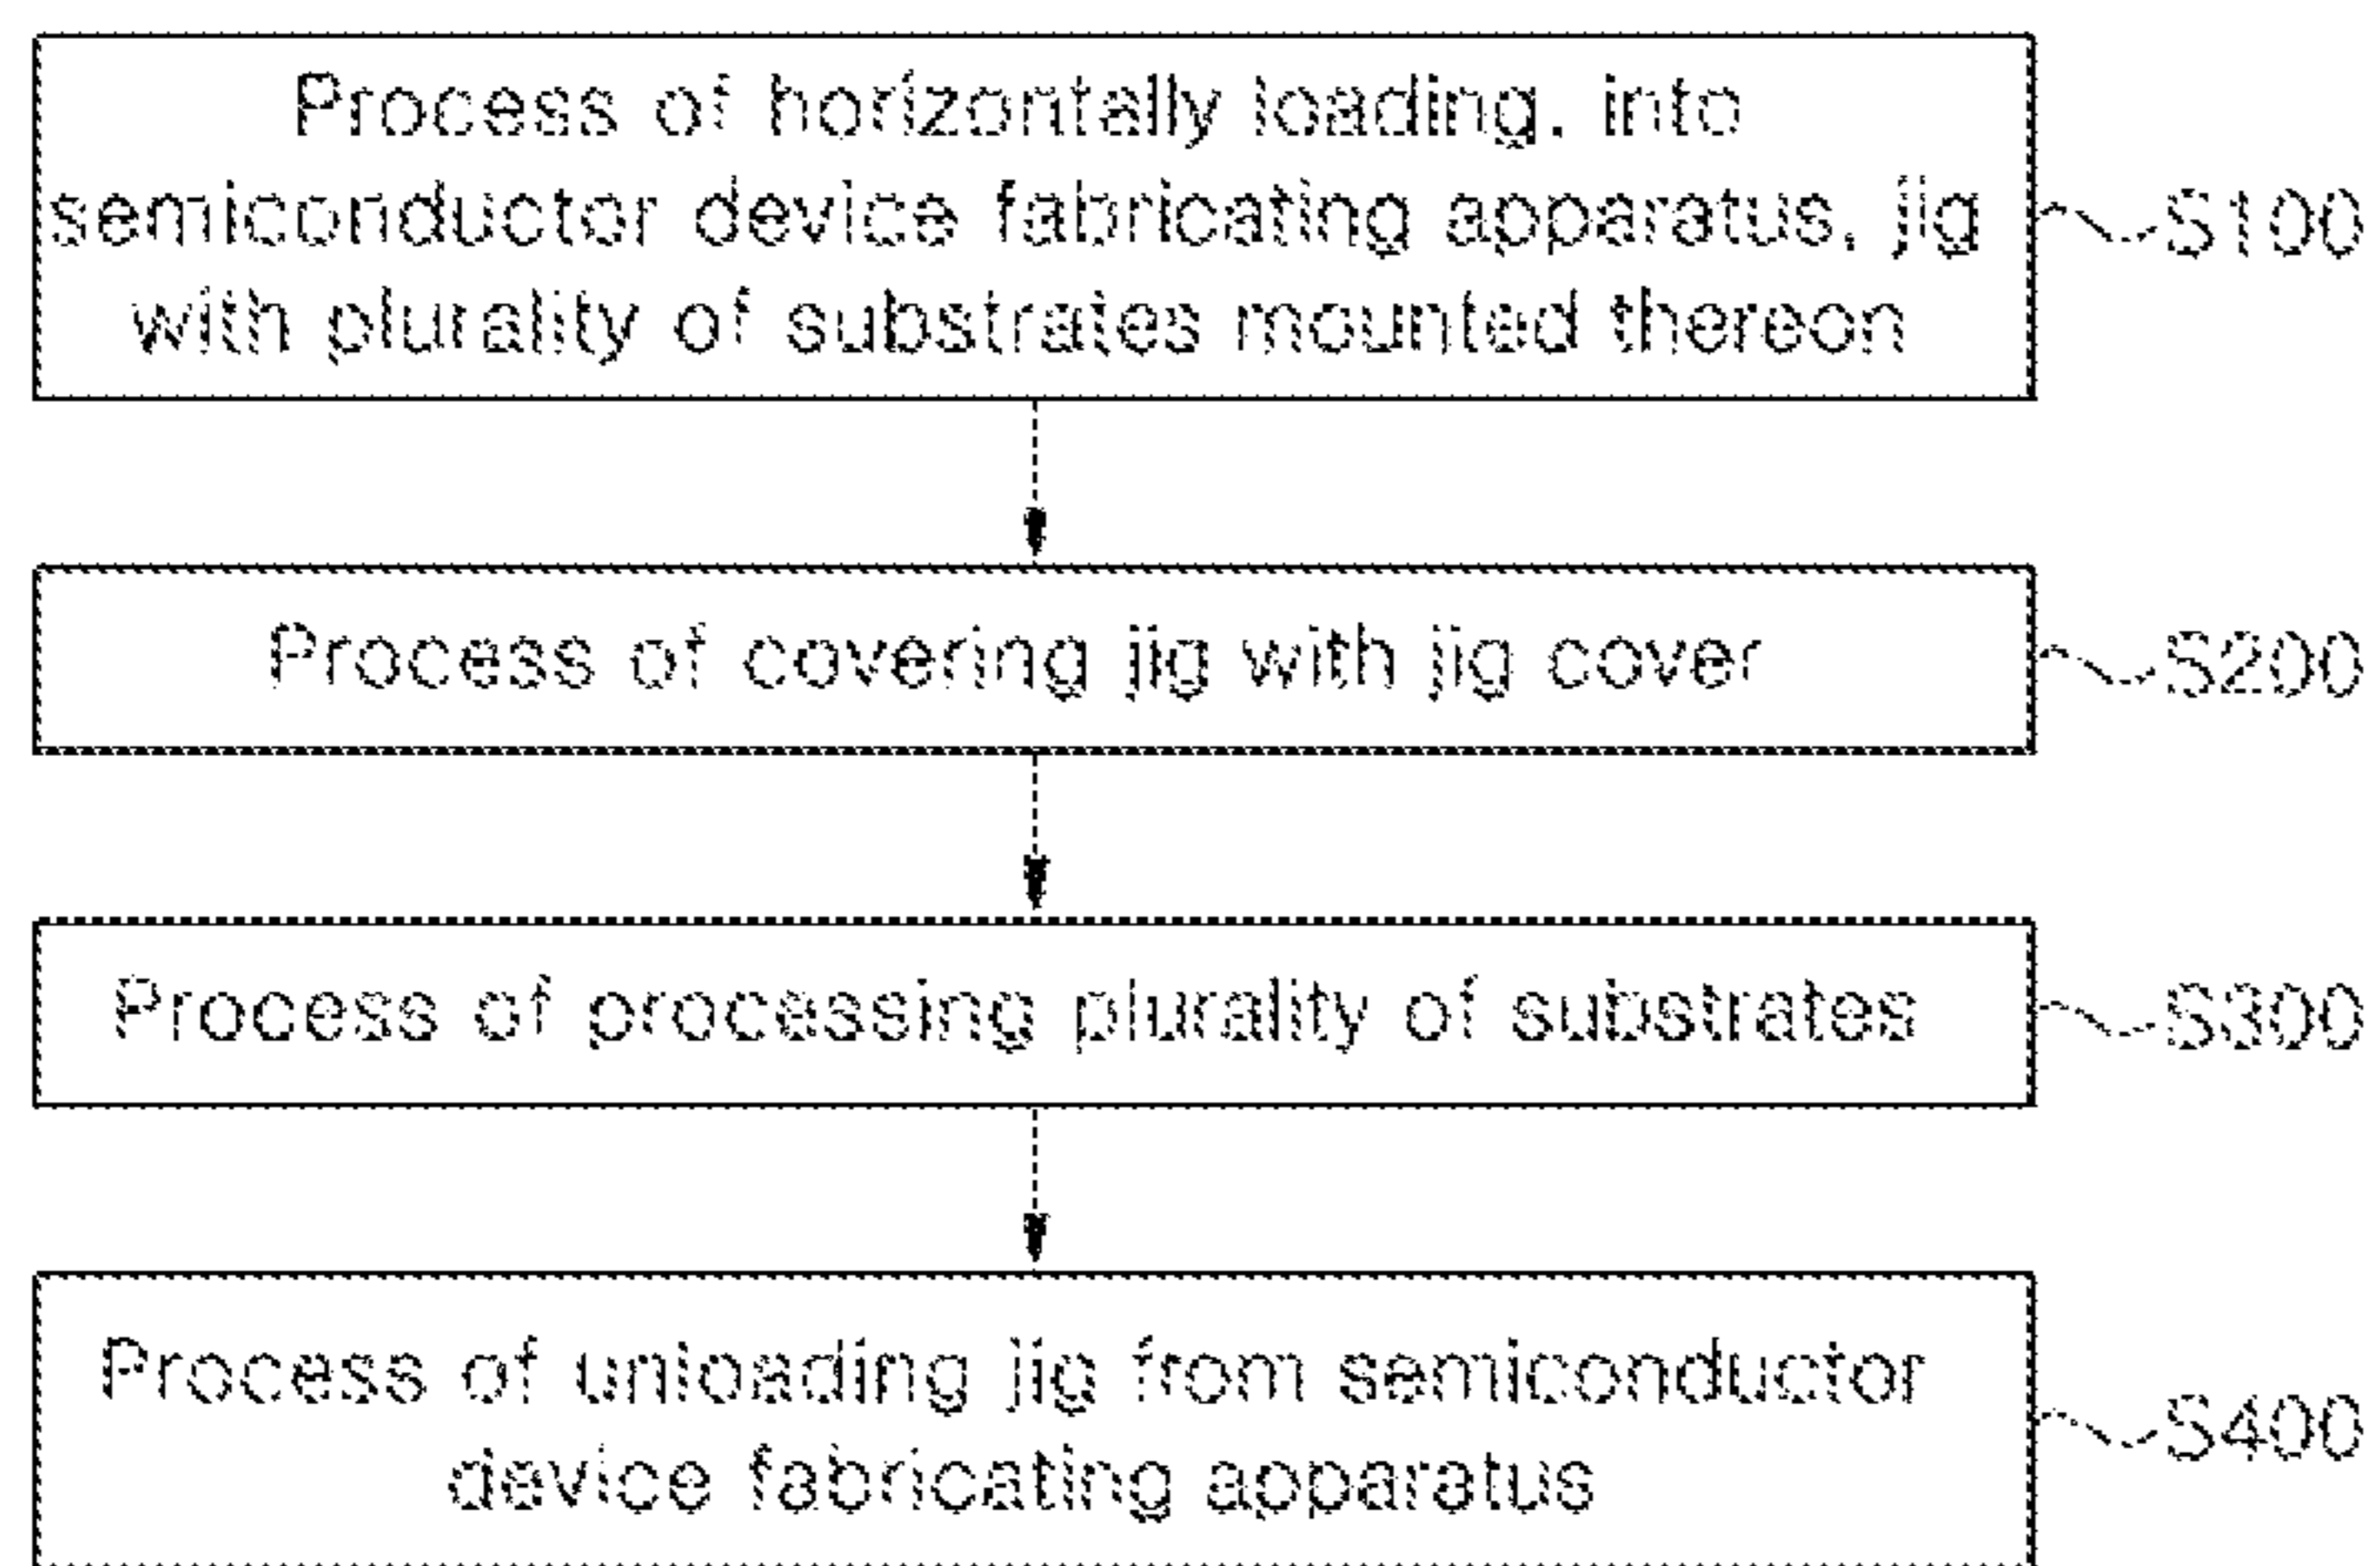 Process of horizontally loading, into
semiconductor device fabricating apparatus, jig
with plurality of substrates mounted thereon
S100
Process of covering jig with jig cover
S200
Process of processing plurality of substrates
S300
Process of unloading jig from semiconductor
device fabricating apparatus
S400